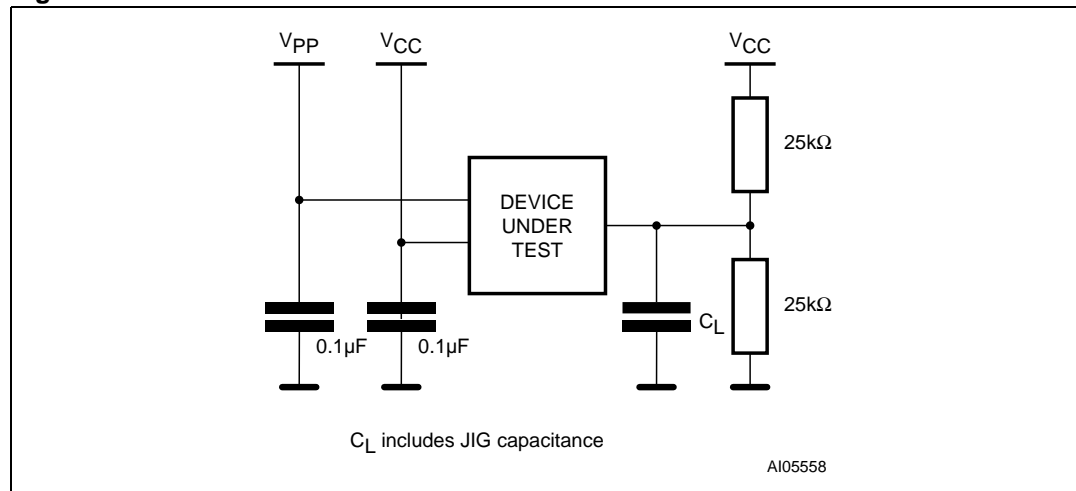 VPP
VCC
VCC
25kΩ
DEVICE
UNDER
TEST
CL
25kΩ
0.1µF
0.1µF
CL includes JIG capacitance
AI05558